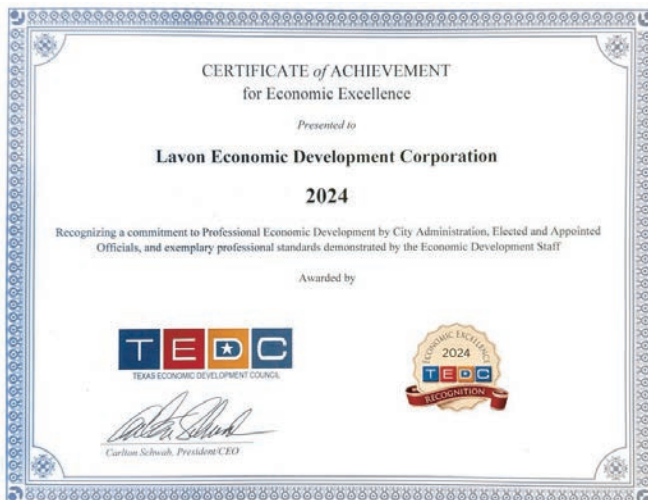 CERTIFICATE of ACHIEVEMENT
for Economic Excellence
Presented to
Lavon Economic Development Corporation
2024
Recognizing a commitment to Professional Economic Development by City Administration, Elected and Appointed
Officials, and exemplary professional standards demonstrated by the Economic Development Staff
Awarded by
TEDC
TEXAS ECONOMIC DEVELOPMENT COUNCIL
Carlton Schwab, President/CEO
ECONOMIC EXCELLENCE
2024
TEDC
RECOGNITION